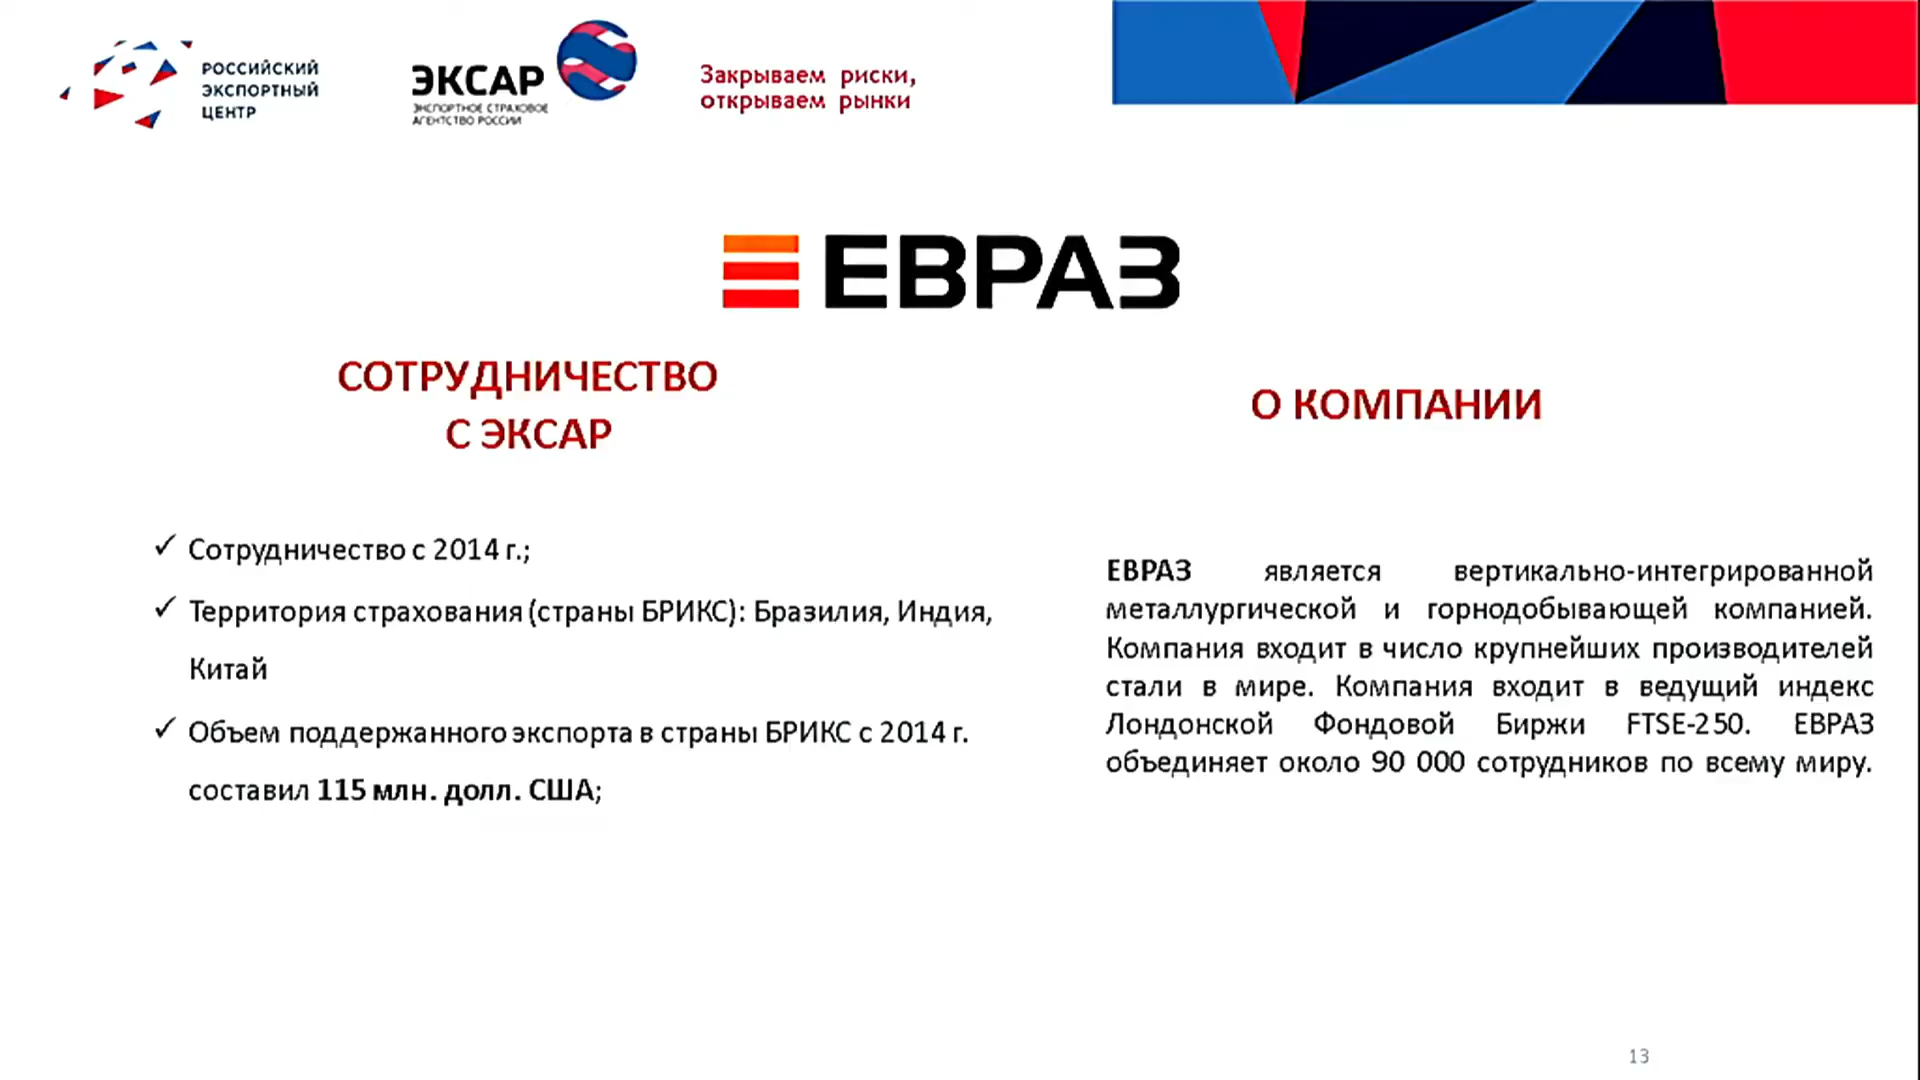 РОССИЙСКИЙ
ЭКСПОРТНЫЙ
ЦЕНТР
ЭКСАР
ЭКСПОРТНОЕ СТРАХОВОЕ
АГЕНТСТВО РОССИИ
Закрываем риски,
открываем рынки
ЕВРАЗ
СОТРУДНИЧЕСТВО
С ЭКСАР
✓ Сотрудничество с 2014 г.;
✓ Территория страхования (страны БРИКС): Бразилия, Индия,
Китай
✓ Объем поддержанного экспорта в страны БРИКС с 2014 г.
составил 115 млн. долл. США;
О КОМПАНИИ
ЕВРАЗ является вертикально-интегрированной
металлургической и горнодобывающей компанией.
Компания входит в число крупнейших производителей
стали в мире. Компания входит в ведущий индекс
Лондонской Фондовой Биржи FTSE-250. ЕВРАЗ
объединяет около 90 000 сотрудников по всему миру.
13